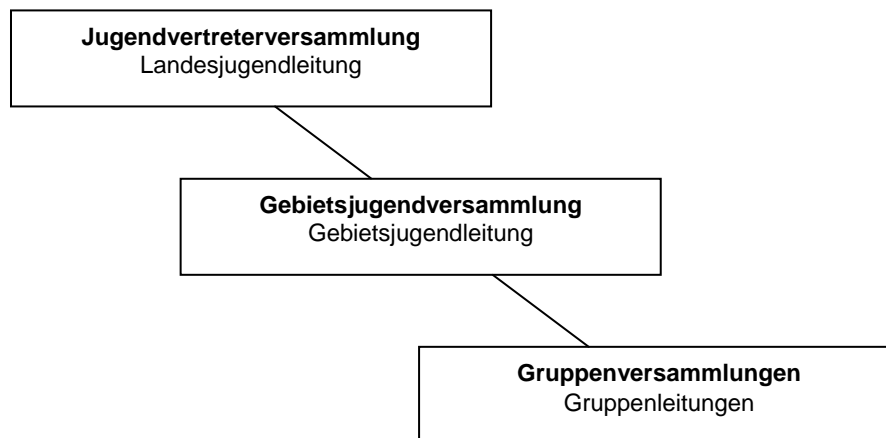 Jugendvertreterversammlung
Landesjugendleitung
Gebietsjugendversammlung
Gebietsjugendleitung
Gruppenversammlungen
Gruppenleitungen